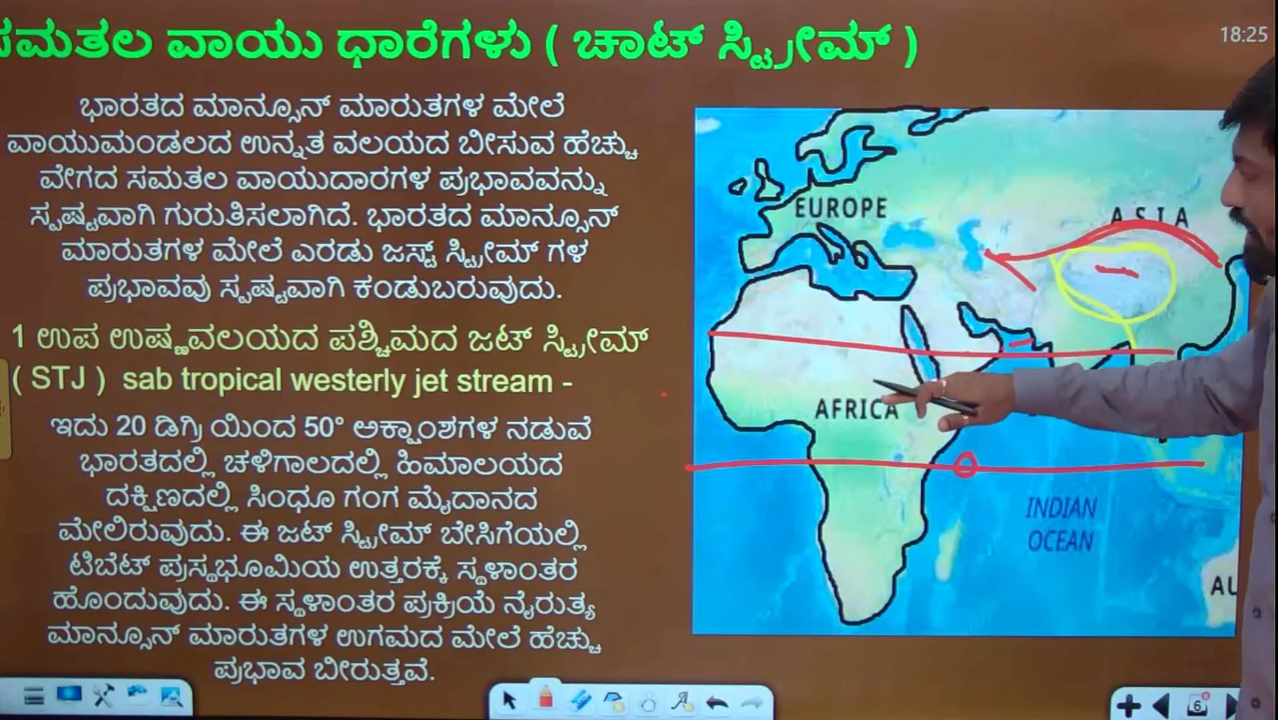 ಸಮತಲ ವಾಯು ಧಾರೆಗಳು ( ಚಾಟ್ ಸ್ಟ್ರೀಮ್ )
18:25
ಭಾರತದ ಮಾನ್ಸೂನ್ ಮಾರುತಗಳ ಮೇಲೆ
ವಾಯುಮಂಡಲದ ಉನ್ನತ ವಲಯದ ಬೀಸುವ ಹೆಚ್ಚು
ವೇಗದ ಸಮತಲ ವಾಯುದಾರಗಳ ಪ್ರಭಾವವನ್ನು
ಸ್ಪಷ್ಟವಾಗಿ ಗುರುತಿಸಲಾಗಿದೆ. ಭಾರತದ ಮಾನ್ಸೂನ್
ಮಾರುತಗಳ ಮೇಲೆ ಎರಡು ಜಸ್ಟ್ ಸ್ಟ್ರೀಮ್ ಗಳ
ಪ್ರಭಾವವು ಸ್ಪಷ್ಟವಾಗಿ ಕಂಡುಬರುವುದು.
1 ಉಪ ಉಷ್ಣವಲಯದ ಪಶ್ಚಿಮದ ಜಟ್ ಸ್ಟ್ರೀಮ್
( STJ ) sab tropical westerly jet stream -
ಇದು 20 ಡಿಗ್ರಿ ಯಿಂದ 50° ಅಕ್ಷಾಂಶಗಳ ನಡುವೆ
ಭಾರತದಲ್ಲಿ ಚಳಿಗಾಲದಲ್ಲಿ ಹಿಮಾಲಯದ
ದಕ್ಷಿಣದಲ್ಲಿ ಸಿಂಧೂ ಗಂಗ ಮೈದಾನದ
ಮೇಲಿರುವುದು. ಈ ಜಟ್ ಸ್ಟ್ರೀಮ್ ಬೇಸಿಗೆಯಲ್ಲಿ
ಟಿಬೆಟ್ ಪ್ರಸ್ಥಭೂಮಿಯ ಉತ್ತರಕ್ಕೆ ಸ್ಥಳಾಂತರ
ಹೊಂದುವುದು. ಈ ಸ್ಥಳಾಂತರ ಪ್ರಕ್ರಿಯೆ ನೈರುತ್ಯ
ಮಾನ್ಸೂನ್ ಮಾರುತಗಳ ಉಗಮದ ಮೇಲೆ ಹೆಚ್ಚು
ಪ್ರಭಾವ ಬೀರುತ್ತವೆ.
EUROPE
ASIA
AFRICA
INDIAN
OCEAN
AU
6